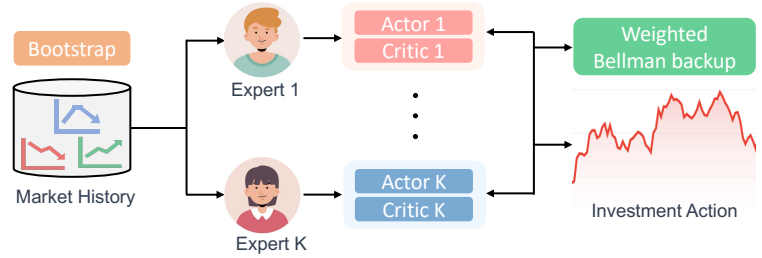 Bootstrap
Market History
Expert 1
Expert K
Actor 1
Critic 1
Actor K
Critic K
Weighted
Bellman backup
Investment Action